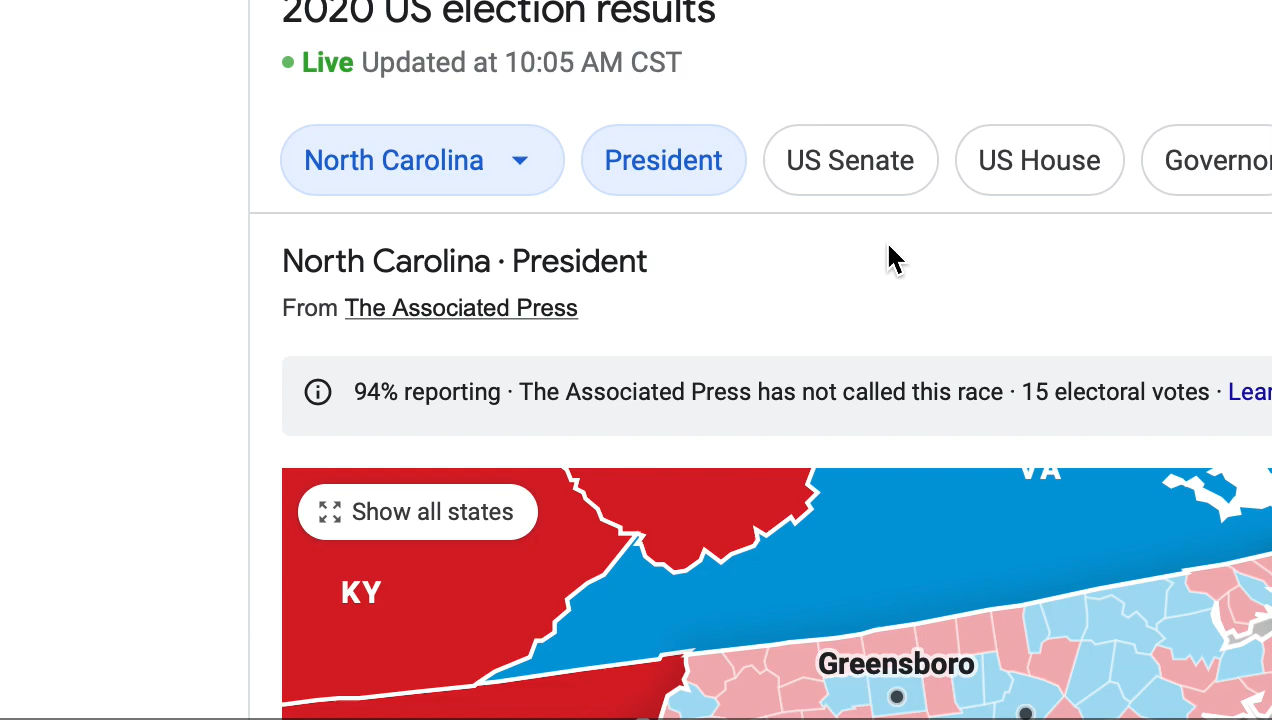 2020 US election results
Live Updated at 10:05 AM CST
North Carolina President US Senate US House Governo
North Carolina · President
From The Associated Press
94% reporting · The Associated Press has not called this race · 15 electoral votes · Lear
VA
Show all states
KY
Greensboro